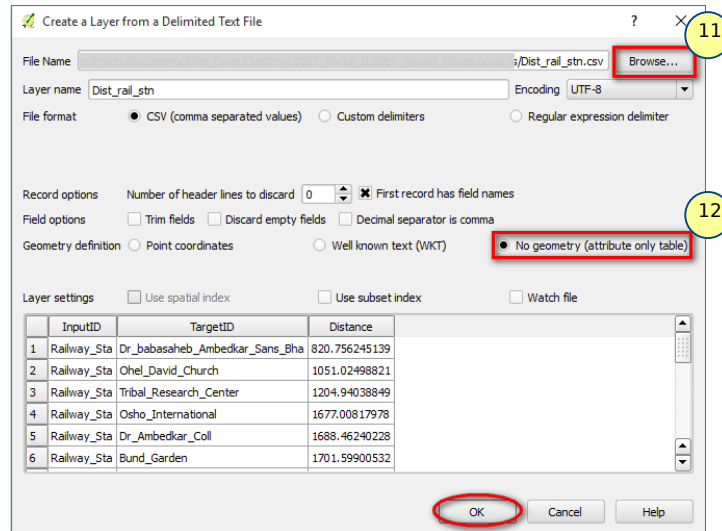 Create a Layer from a Delimited Text File ?
11
File Name s/Dist_rail_stn.csv Browse...
Layer name Dist_rail_stn Encoding UTF-8
File format CSV (comma separated values) Custom delimiters Regular expression delimiter
Record options Number of header lines to discard 0 First record has field names
12
Field options Trim fields Discard empty fields Decimal separator is comma
Geometry definition Point coordinates Well known text (WKT) No geometry (attribute only table)
Layer settings Use spatial index Use subset index Watch file
InputID TargetID Distance
1 Railway_Sta Dr_babasaheb_Ambedkar_Sans_Bha 820.756245139
2 Railway_Sta Ohel_David_Church 1051.02498821
3 Railway_Sta Tribal_Research_Center 1204.94038849
4 Railway_Sta Osho_International 1677.00817978
5 Railway_Sta Dr_Ambedkar_Coll 1688.46240228
6 Railway_Sta Bund_Garden 1701.59900532
OK Cancel Help